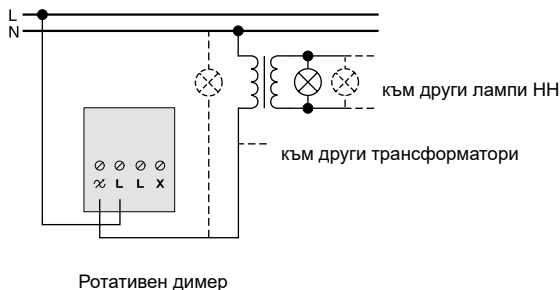 L
N
към други лампи НН
към други трансформатори
L L X
Ротативен димер